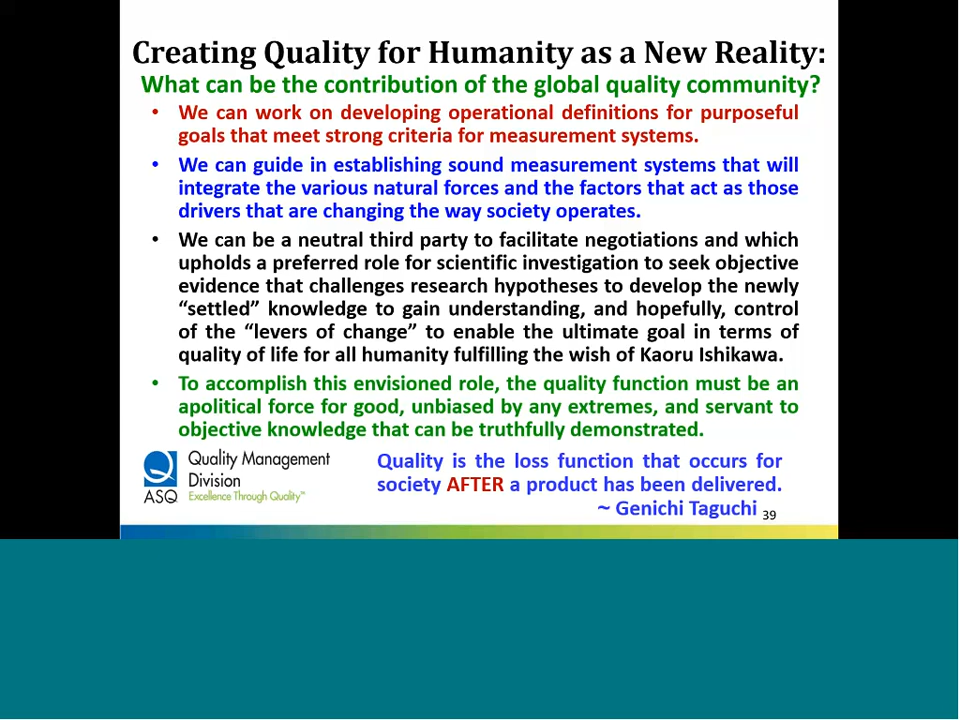 Creating Quality for Humanity as a New Reality:
What can be the contribution of the global quality community?
• We can work on developing operational definitions for purposeful
goals that meet strong criteria for measurement systems.
• We can guide in establishing sound measurement systems that will
integrate the various natural forces and the factors that act as those
drivers that are changing the way society operates.
• We can be a neutral third party to facilitate negotiations and which
upholds a preferred role for scientific investigation to seek objective
evidence that challenges research hypotheses to develop the newly
“settled” knowledge to gain understanding, and hopefully, control
of the “levers of change” to enable the ultimate goal in terms of
quality of life for all humanity fulfilling the wish of Kaoru Ishikawa.
• To accomplish this envisioned role, the quality function must be an
apolitical force for good, unbiased by any extremes, and servant to
objective knowledge that can be truthfully demonstrated.
ASQ
Quality Management
Division
Excellence Through Quality™
Quality is the loss function that occurs for
society AFTER a product has been delivered.
~ Genichi Taguchi
39